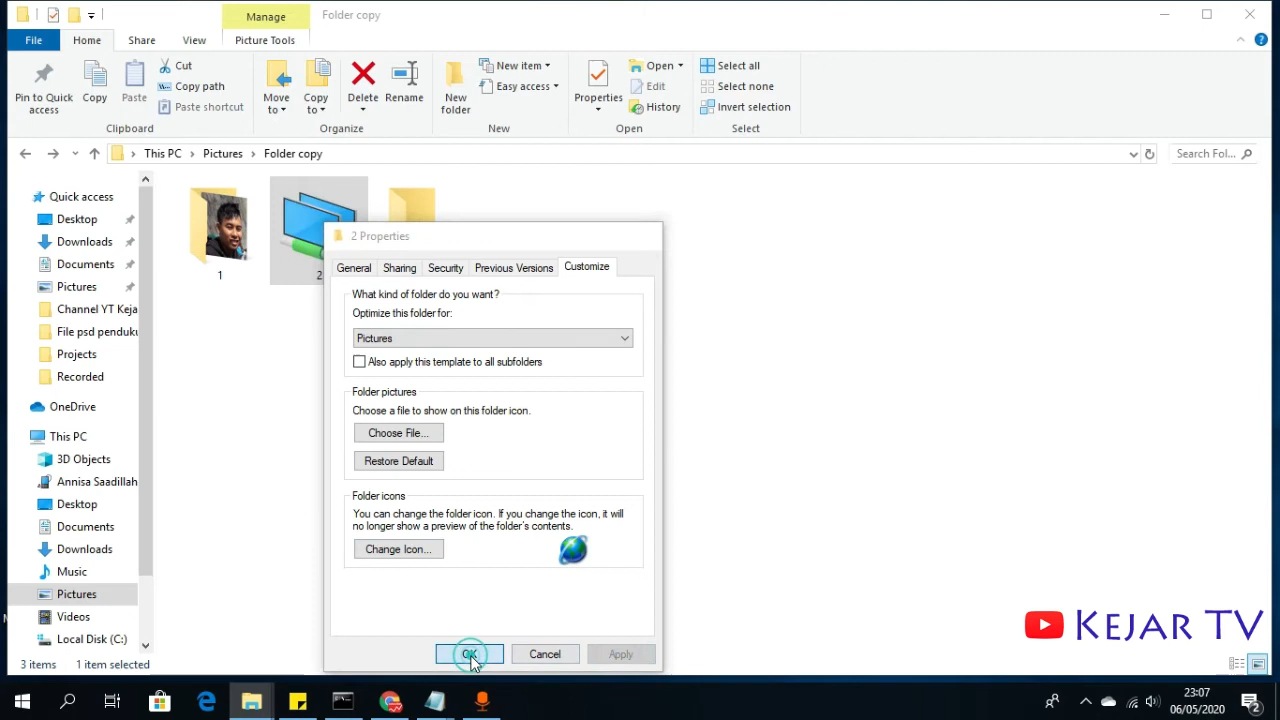 Manage
Folder copy
File
Home
Share
View
Picture Tools
Pin to Quick access
Copy
Paste
Cut
Copy path
Paste shortcut
Clipboard
Move to
Copy to
Delete
Rename
Organize
New folder
New item
Easy access
New
Properties
Open
Edit
History
Open
Select all
Select none
Invert selection
Select
This PC > Pictures > Folder copy
Search Fol...
Quick access
Desktop
Downloads
Documents
Pictures
Channel YT Keja
File psd penduku
Projects
Recorded
OneDrive
This PC
3D Objects
Annisa Saadillah
Desktop
Documents
Downloads
Music
Pictures
Videos
Local Disk (C:)
1
2
2 Properties
General
Sharing
Security
Previous Versions
Customize
What kind of folder do you want?
Optimize this folder for:
Pictures
Also apply this template to all subfolders
Folder pictures
Choose a file to show on this folder icon.
Choose File...
Restore Default
Folder icons
You can change the folder icon. If you change the icon, it will
no longer show a preview of the folder's contents.
Change Icon...
OK
Cancel
Apply
KEJAR TV
3 items
1 item selected
23:07
06/05/2020
2